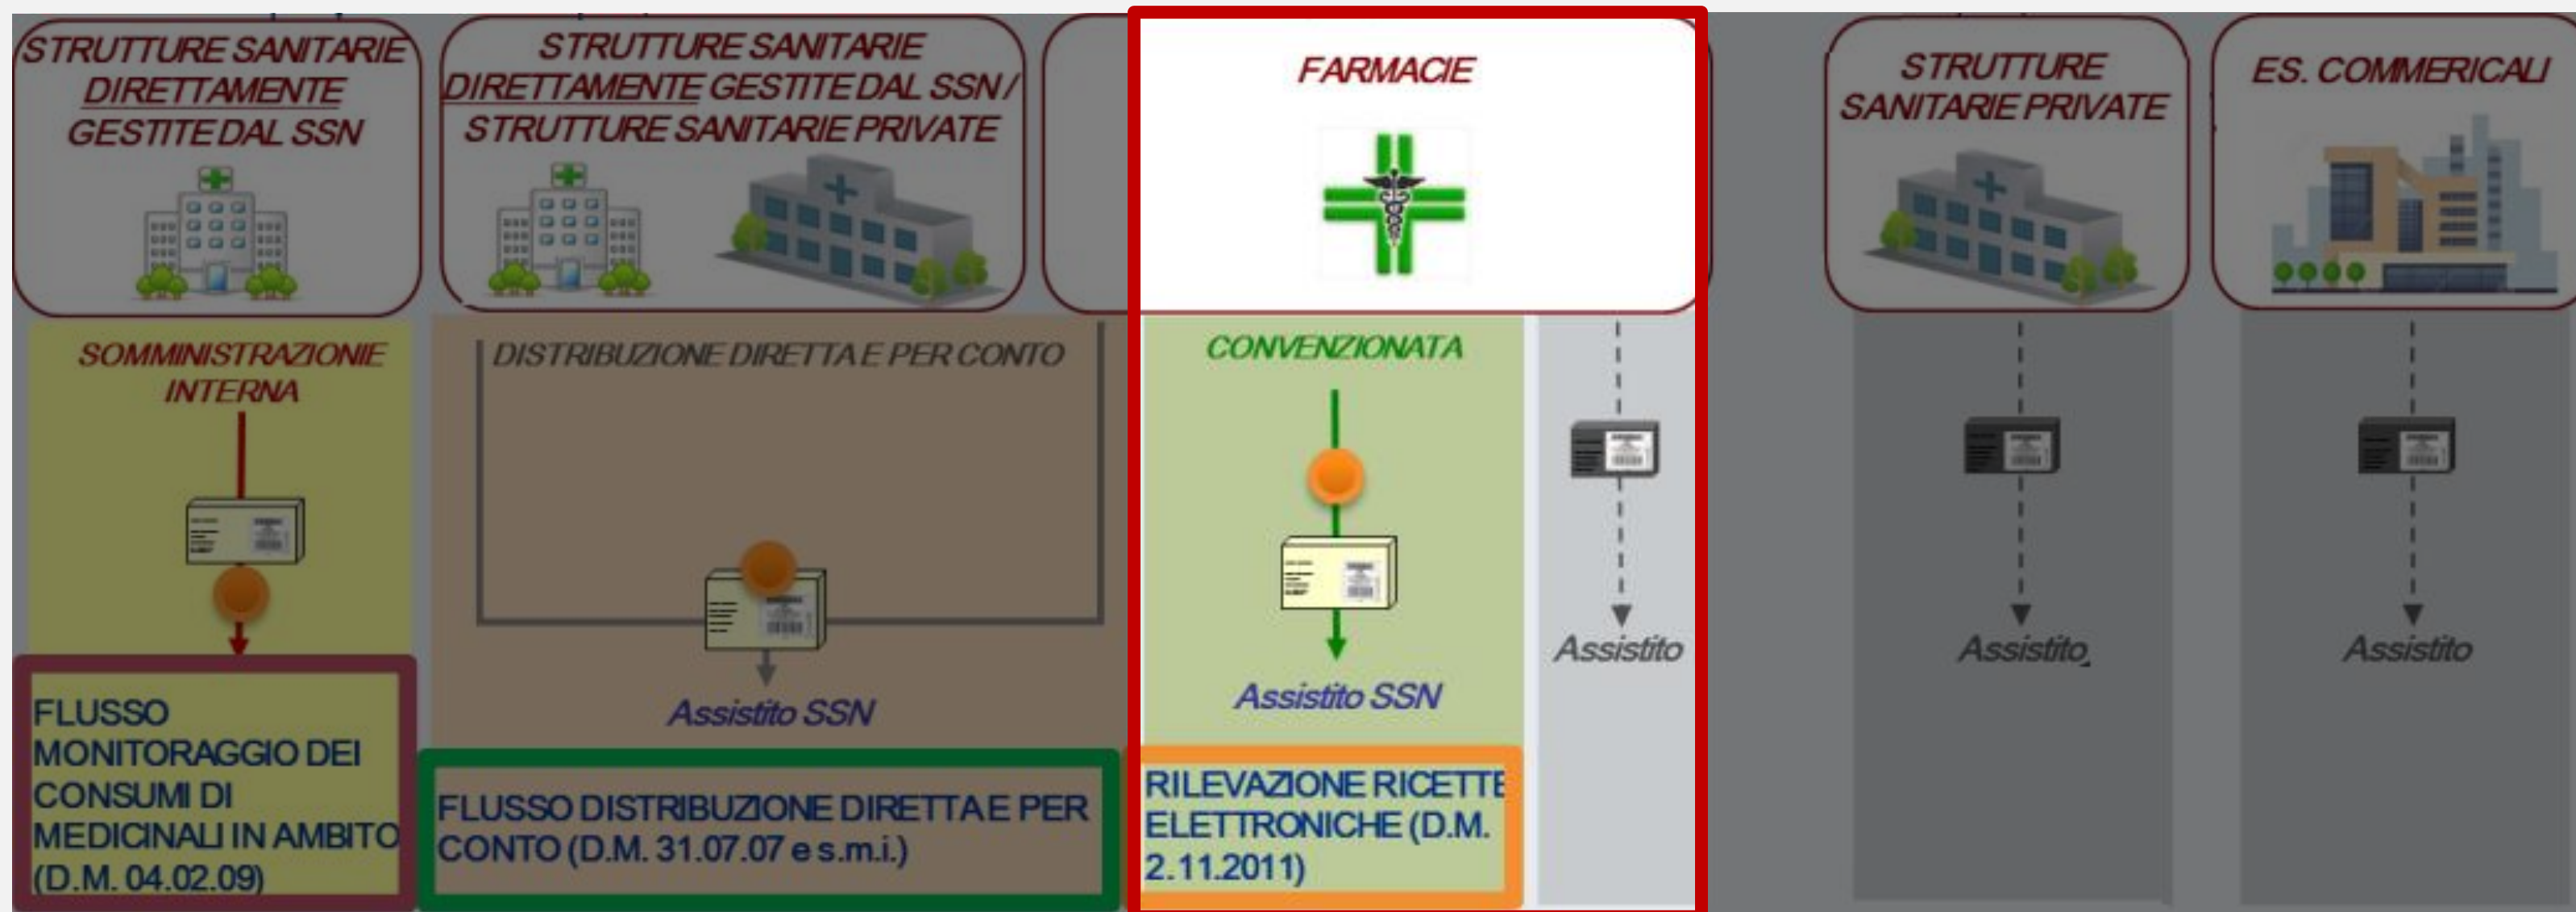 STRUTTURE SANITARIE
DIRETTAMENTE
GESTITE DAL SSN
STRUTTURE SANITARIE
DIRETTAMENTE GESTITE DAL SSN /
STRUTTURE SANITARIE PRIVATE
FARMACIE
STRUTTURE
SANITARIE PRIVATE
ES. COMMERICALI
SOMMINISTRAZIONIE
INTERNA
DISTRIBUZIONE DIRETTA E PER CONTO
CONVENZIONATA
Assistito SSN
Assistito SSN
Assistito
Assistito
Assistito
FLUSSO
MONITORAGGIO DEI
CONSUMI DI
MEDICINALI IN AMBITO
(D.M. 04.02.09)
FLUSSO DISTRIBUZIONE DIRETTA E PER
CONTO (D.M. 31.07.07 e s.m.i.)
RILEVAZIONE RICETTE
ELETTRONICHE (D.M.
2.11.2011)